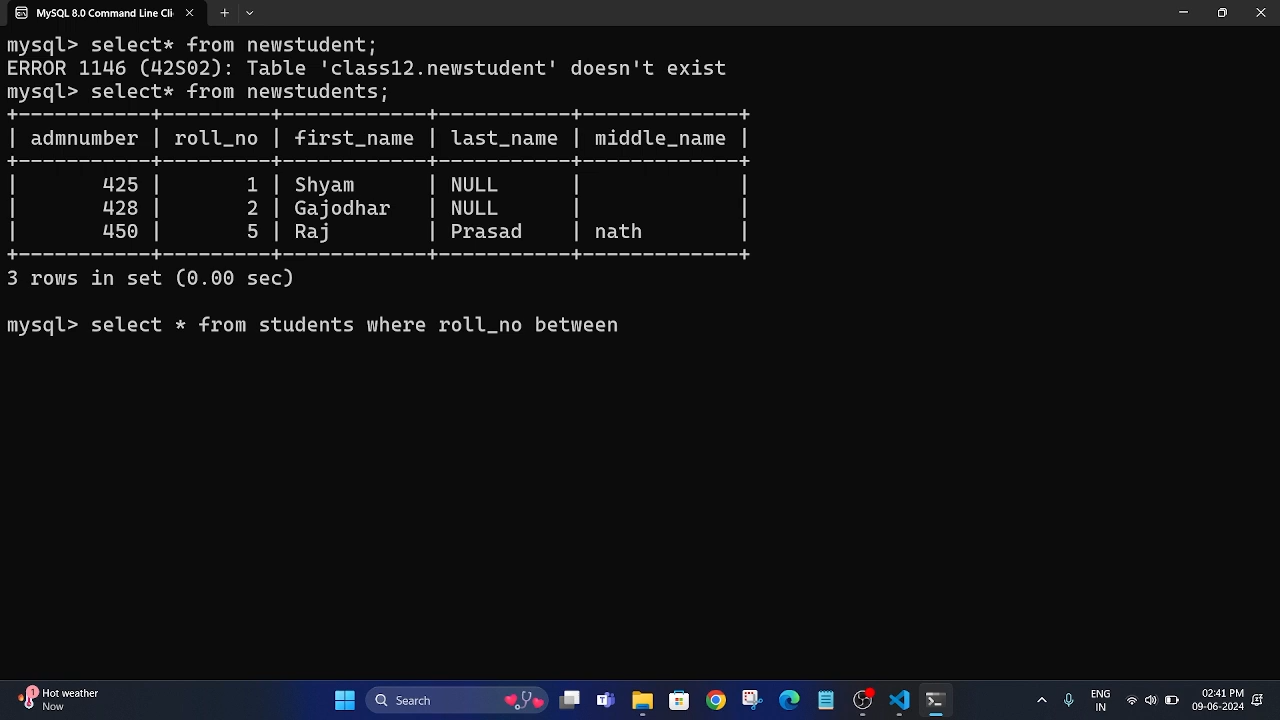 MySQL 8.0 Command Line Cli
mysql> select* from newstudent;
ERROR 1146 (42S02): Table 'class12.newstudent' doesn't exist
mysql> select* from newstudents;
+-----------+---------+------------+-----------+-------------+
| admnumber | roll_no | first_name | last_name | middle_name |
+-----------+---------+------------+-----------+-------------+
|       425 |       1 | Shyam      | NULL      |             |
|       428 |       2 | Gajodhar   | NULL      |             |
|       450 |       5 | Raj        | Prasad    | nath        |
+-----------+---------+------------+-----------+-------------+
3 rows in set (0.00 sec)
mysql> select * from students where roll_no between
1 Hot weather
Now
Search
ENG
IN
02:41 PM
09-06-2024